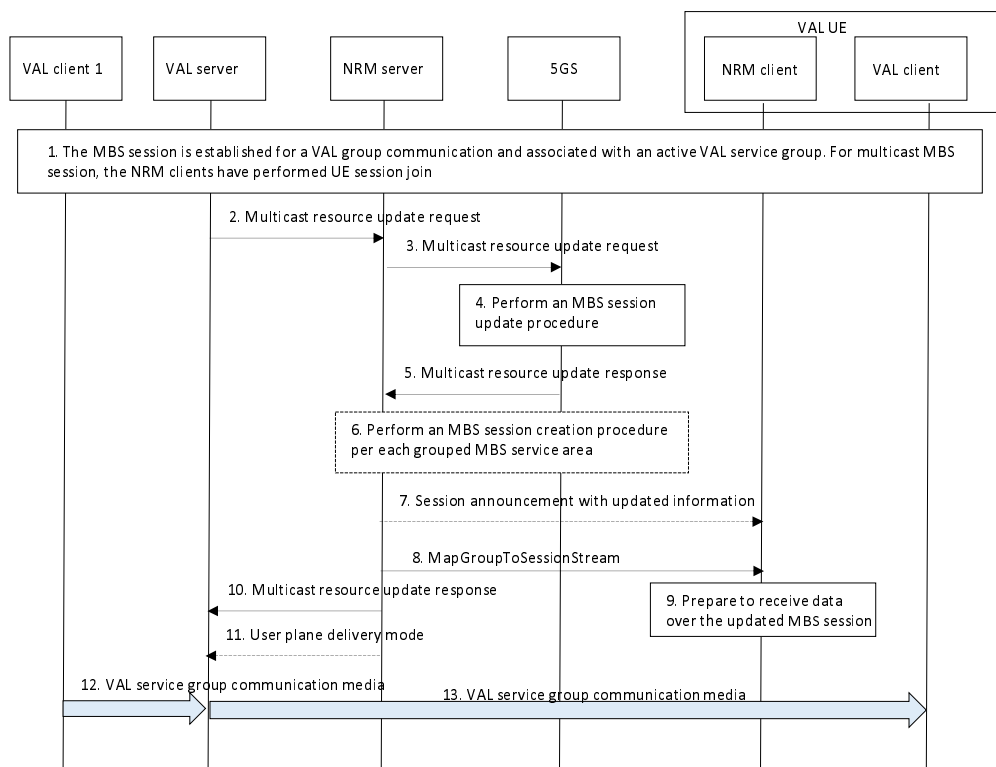 VAL UE
VAL client 1
VAL server
NRM server
5GS
NRM client
VAL client
1. The MBS session is established for a VAL group communication and associated with an active VAL service group. For multicast MBS
session, the NRM clients have performed UE session join
2. Multicast resource update request
3. Multicast resource update request
4. Perform an MBS session
update procedure
5. Multicast resource update response
6. Perform an MBS session creation procedure
per each grouped MBS service area
7. Session announcement with updated information
8. MapGroupToSessionStream
9. Prepare to receive data
over the updated MBS session
10. Multicast resource update response
11. User plane delivery mode
12. VAL service group communication media
13. VAL service group communication media